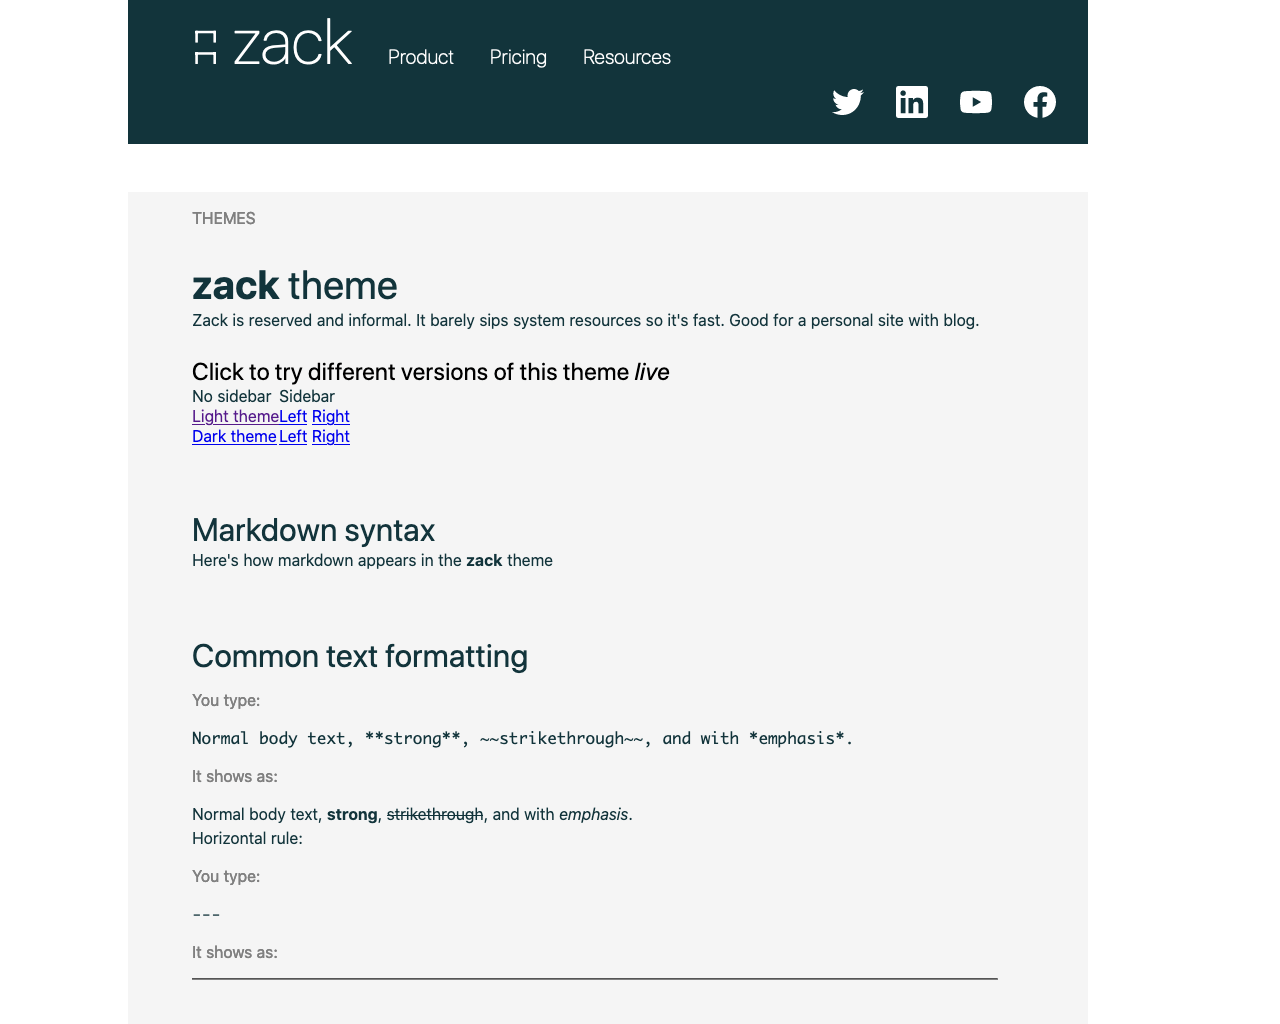 zack Product Pricing Resources
THEMES
zack theme
Zack is reserved and informal. It barely sips system resources so it's fast. Good for a personal site with blog.
Click to try different versions of this theme live
No sidebar Sidebar
Light theme Left Right
Dark theme Left Right
Markdown syntax
Here's how markdown appears in the zack theme
Common text formatting
You type:
Normal body text, **strong**, ~~strikethrough~~, and with *emphasis*.
It shows as:
Normal body text, strong, strikethrough, and with emphasis.
Horizontal rule:
You type:
---
It shows as: